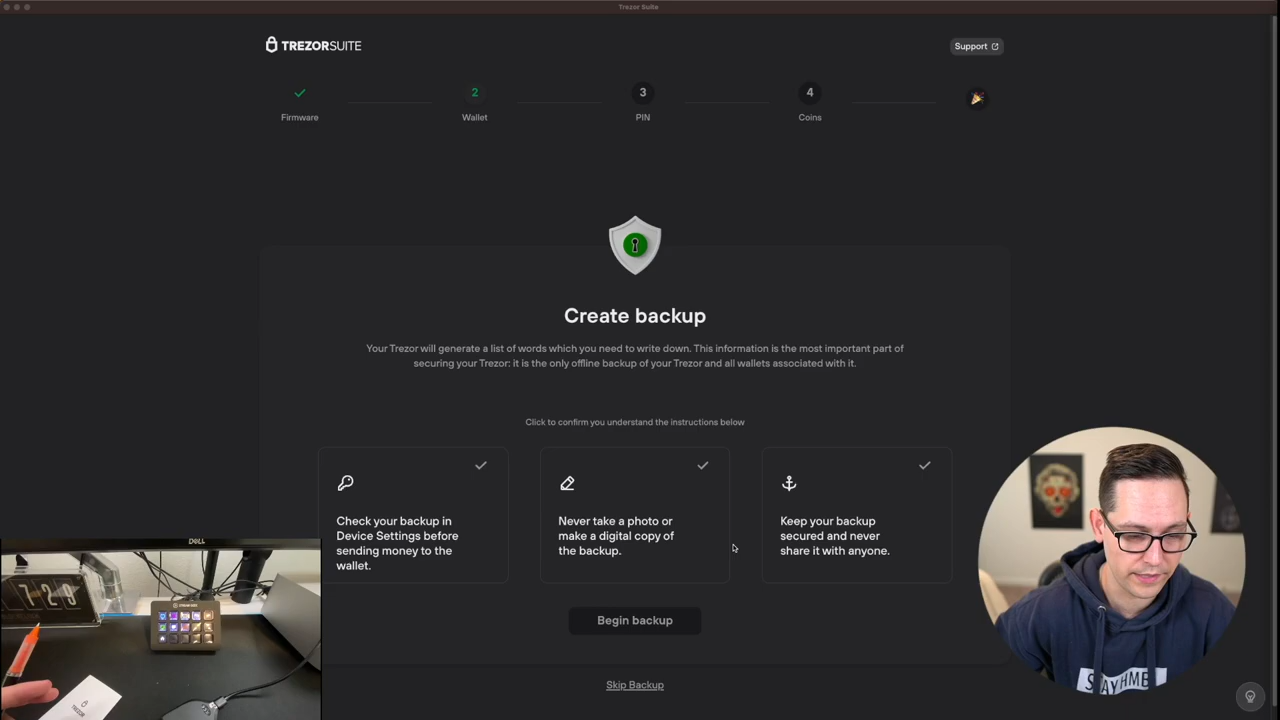 Trezor Suite
TREZOR SUITE
Support
2
3
4
Firmware
Wallet
PIN
Coins
Create backup
Your Trezor will generate a list of words which you need to write down. This information is the most important part of
securing your Trezor: it is the only offline backup of your Trezor and all wallets associated with it.
Click to confirm you understand the instructions below
Check your backup in
Device Settings before
sending money to the
wallet.
Never take a photo or
make a digital copy of
the backup.
Keep your backup
secured and never
share it with anyone.
Begin backup
Skip Backup
DELL
7 29
STREAM DECK
TREZOR